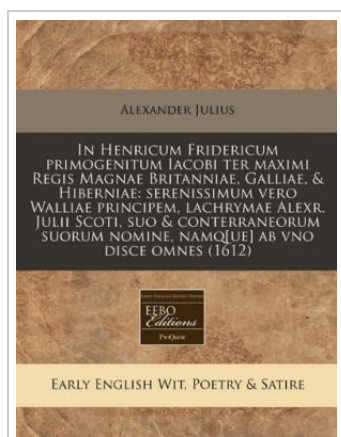 Alexander Julius
In Henricum Fridericum
primogenitum Iacobi ter maximi
Regis Magnae Britanniae, Galliae, &
Hiberniae: serenissimum vero
Walliae principem, lachrymae Alexr.
Julii Scoti, suo & conterraneorum
suorum nomine, namq[ue] ab vno
disce omnes (1612)
EEBO
Editions
ProQuest
Early English Wit, Poetry & Satire